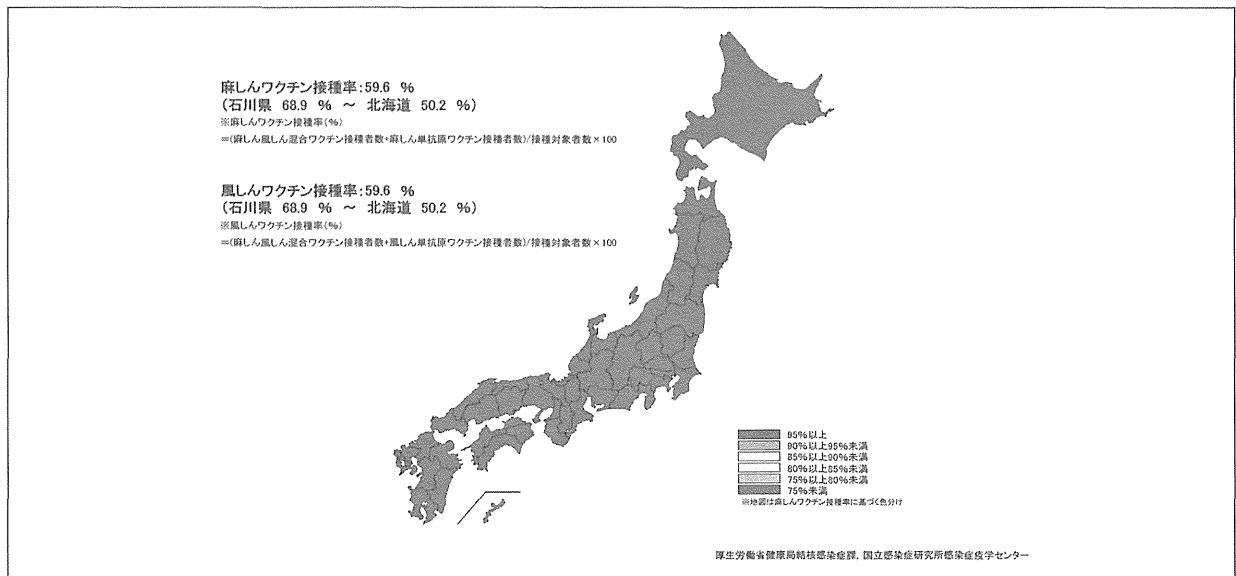 麻しんワクチン接種率:59.6 %
(石川県 68.9 % ~ 北海道 50.2 %)
※麻しんワクチン接種率(%)
=(麻しん風しん混合ワクチン接種者数+麻しん単抗原ワクチン接種者数)/接種対象者数×100
風しんワクチン接種率:59.6 %
(石川県 68.9 % ~ 北海道 50.2 %)
※風しんワクチン接種率(%)
=(麻しん風しん混合ワクチン接種者数+風しん単抗原ワクチン接種者数)/接種対象者数×100
95%以上
90%以上95%未満
85%以上90%未満
80%以上85%未満
75%以上80%未満
75%未満
※地図は麻しんワクチン接種率に基づく色分け
厚生労働省健康局結核感染症課, 国立感染症研究所感染症疫学センター